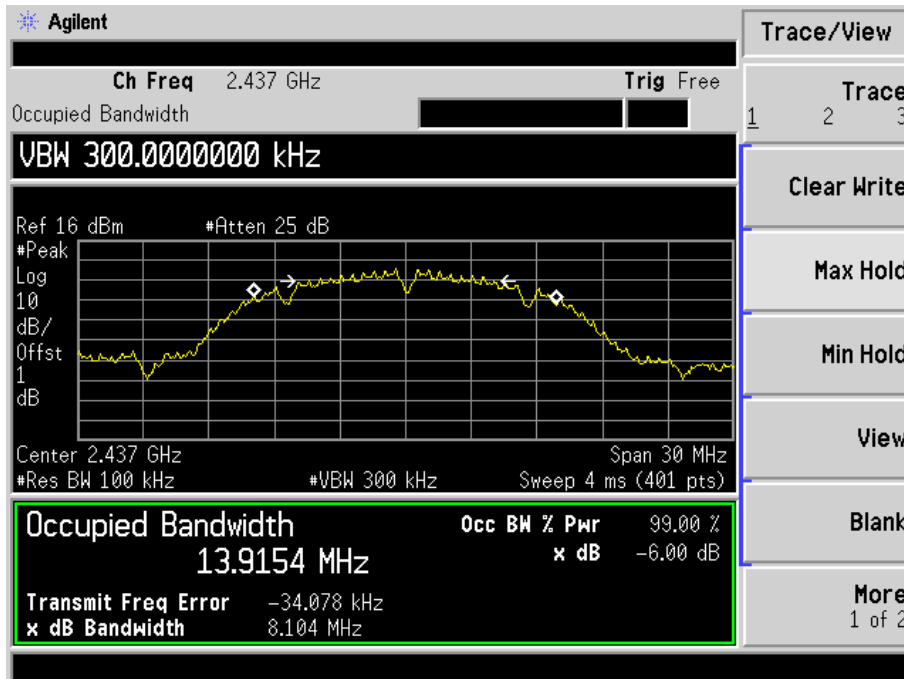 Agilent
Trace/View
Ch Freq 2.437 GHz Trig Free
Occupied Bandwidth
Trace
1 2 3
VBW 300.0000000 kHz
Clear Write
Ref 16 dBm #Atten 25 dB
#Peak
Log
10
dB/
Offst
1
dB
Max Hold
Min Hold
Center 2.437 GHz Span 30 MHz
#Res BW 100 kHz #VBW 300 kHz Sweep 4 ms (401 pts)
View
Occupied Bandwidth
13.9154 MHz
Occ BW % Pwr 99.00 %
x dB -6.00 dB
Blank
Transmit Freq Error -34.078 kHz
x dB Bandwidth 8.104 MHz
More
1 of 2